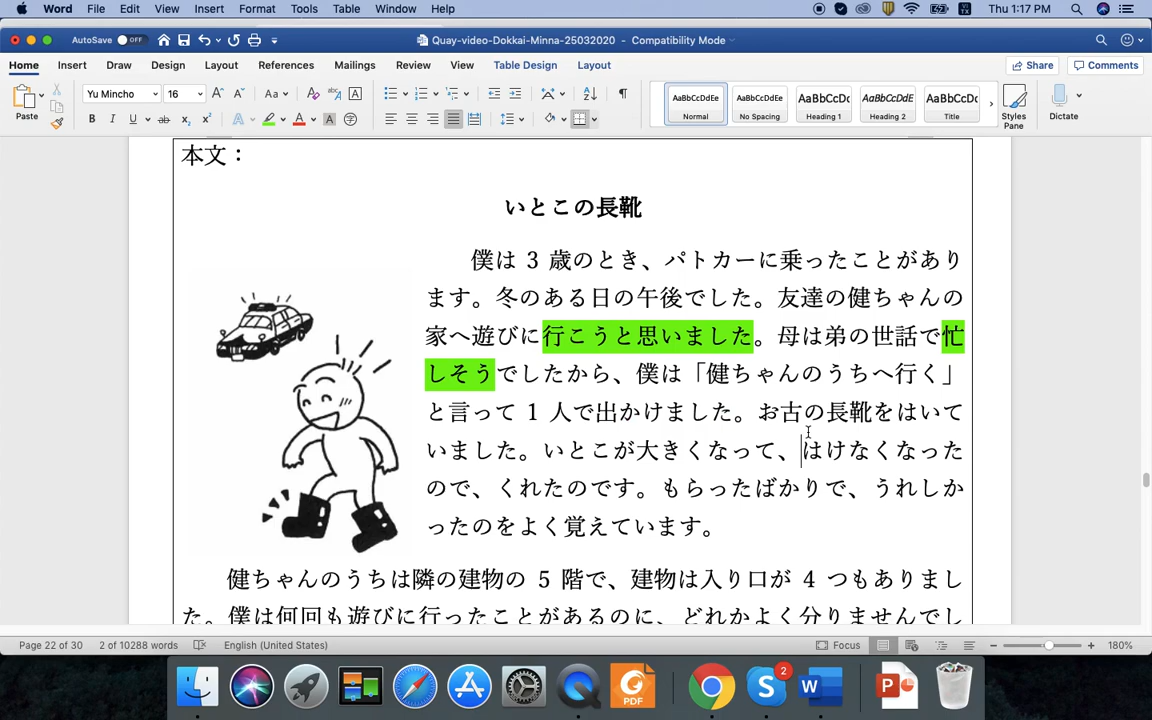 Word File Edit View Insert Format Tools Table Window Help Thu 1:17 PM
AutoSave OFF Quay-video-Dokkai-Minna-25032020 - Compatibility Mode
Home Insert Draw Design Layout References Mailings Review View Table Design Layout Share Comments
Paste Yu Mincho 16 Aa A AaBbCcDdEe Normal AaBbCcDdEe No Spacing AaBbCcDc Heading 1 AaBbCcDdE Heading 2 AaBbCcDdE Title Styles Pane Dictate
B I U ab X₂ X² A A A
本文：
いとこの長靴
僕は 3 歳のとき、パトカーに乗ったことがあり
ます。冬のある日の午後でした。友達の健ちゃんの
家へ遊びに行こうと思いました。母は弟の世話で忙
しそうでしたから、僕は「健ちゃんのうちへ行く」
と言って 1 人で出かけました。お古の長靴をはいて
いました。いとこが大きくなって、はけなくなった
ので、くれたのです。もらったばかりで、うれしか
ったのをよく覚えています。
健ちゃんのうちは隣の建物の 5 階で、建物は入り口が 4 つもありまし
た。僕は何回も遊びに行ったことがあるのに、どれかよく分りませんでし
Page 22 of 30 2 of 10288 words English (United States) Focus 180%
PDF 2